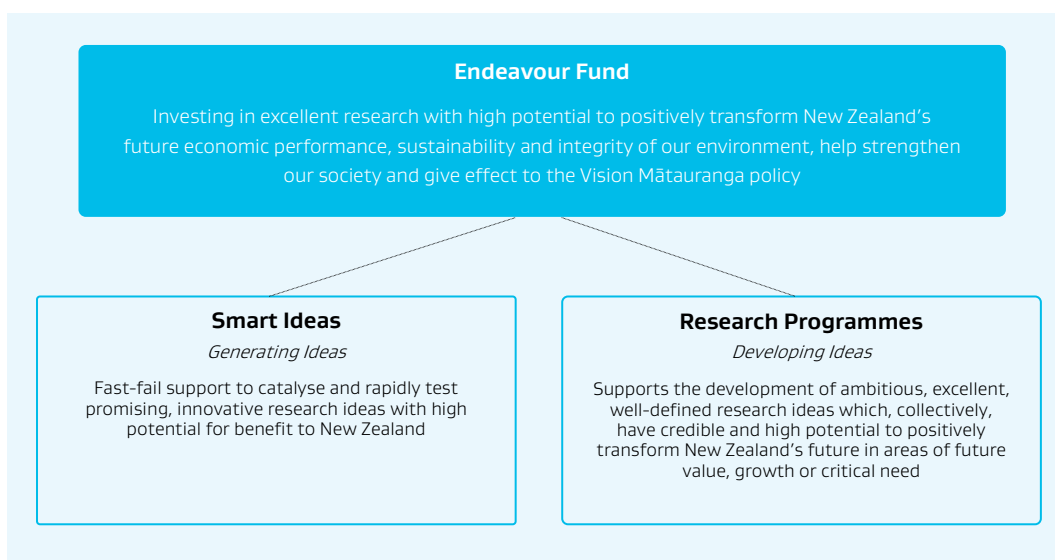 Endeavour Fund
Investing in excellent research with high potential to positively transform New Zealand’s
future economic performance, sustainability and integrity of our environment, help strengthen
our society and give effect to the Vision Mātauranga policy
Smart Ideas
Generating Ideas
Fast-fail support to catalyse and rapidly test
promising, innovative research ideas with high
potential for benefit to New Zealand
Research Programmes
Developing Ideas
Supports the development of ambitious, excellent,
well-defined research ideas which, collectively,
have credible and high potential to positively
transform New Zealand’s future in areas of future
value, growth or critical need